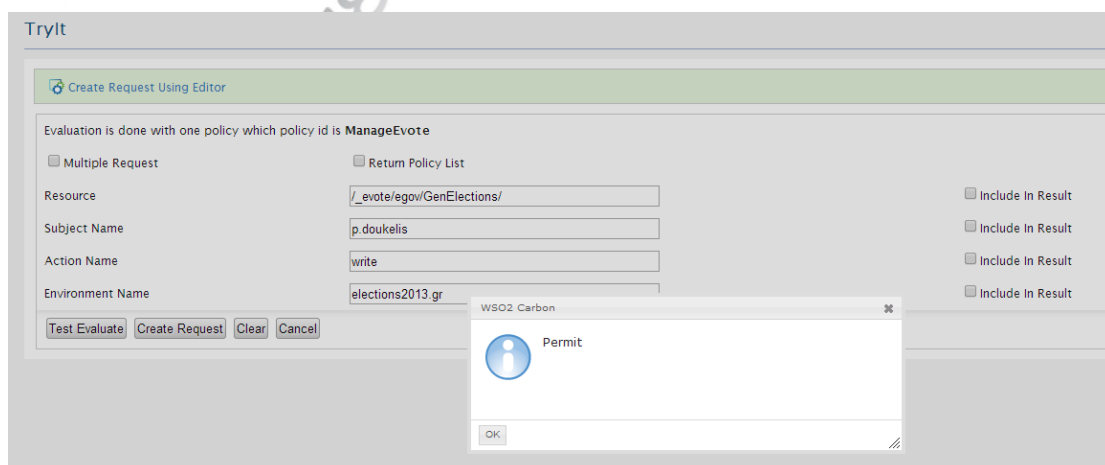 TryIt
Create Request Using Editor
Evaluation is done with one policy which policy id is ManageEvote
Multiple Request Return Policy List
Resource /_evote/egov/GenElections/ Include In Result
Subject Name p.doukelis Include In Result
Action Name write Include In Result
Environment Name elections2013.gr Include In Result
Test Evaluate Create Request Clear Cancel
WSO2 Carbon
Permit
OK